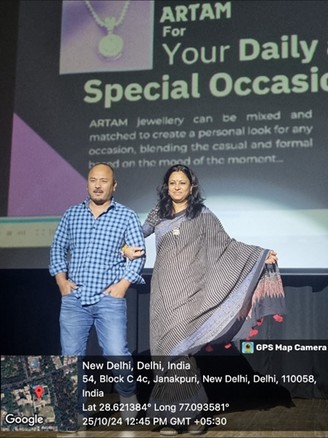 ARTAM
For
Your Daily
Special Occasio
ARTAM jewellery can be mixed and
matched to create a personal look for any
occasion, blending the casual and formal
based on the mood of the moment...
GPS Map Camera
New Delhi, Delhi, India
54, Block C 4c, Janakpuri, New Delhi, Delhi, 110058,
India
Lat 28.621384° Long 77.093581°
25/10/24 12:45 PM GMT +05:30
Google